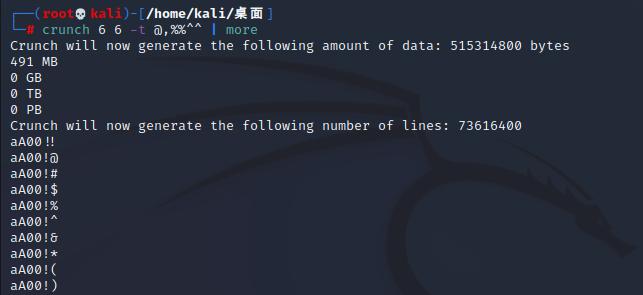 ┌──(root💀kali)-[/home/kali/桌面]
└─# crunch 6 6 -t @,%%^^ | more
Crunch will now generate the following amount of data: 515314800 bytes
491 MB
0 GB
0 TB
0 PB
Crunch will now generate the following number of lines: 73616400
aA00!!
aA00!@
aA00!#
aA00!$
aA00!%
aA00!^
aA00!&
aA00!*
aA00!(
aA00!)